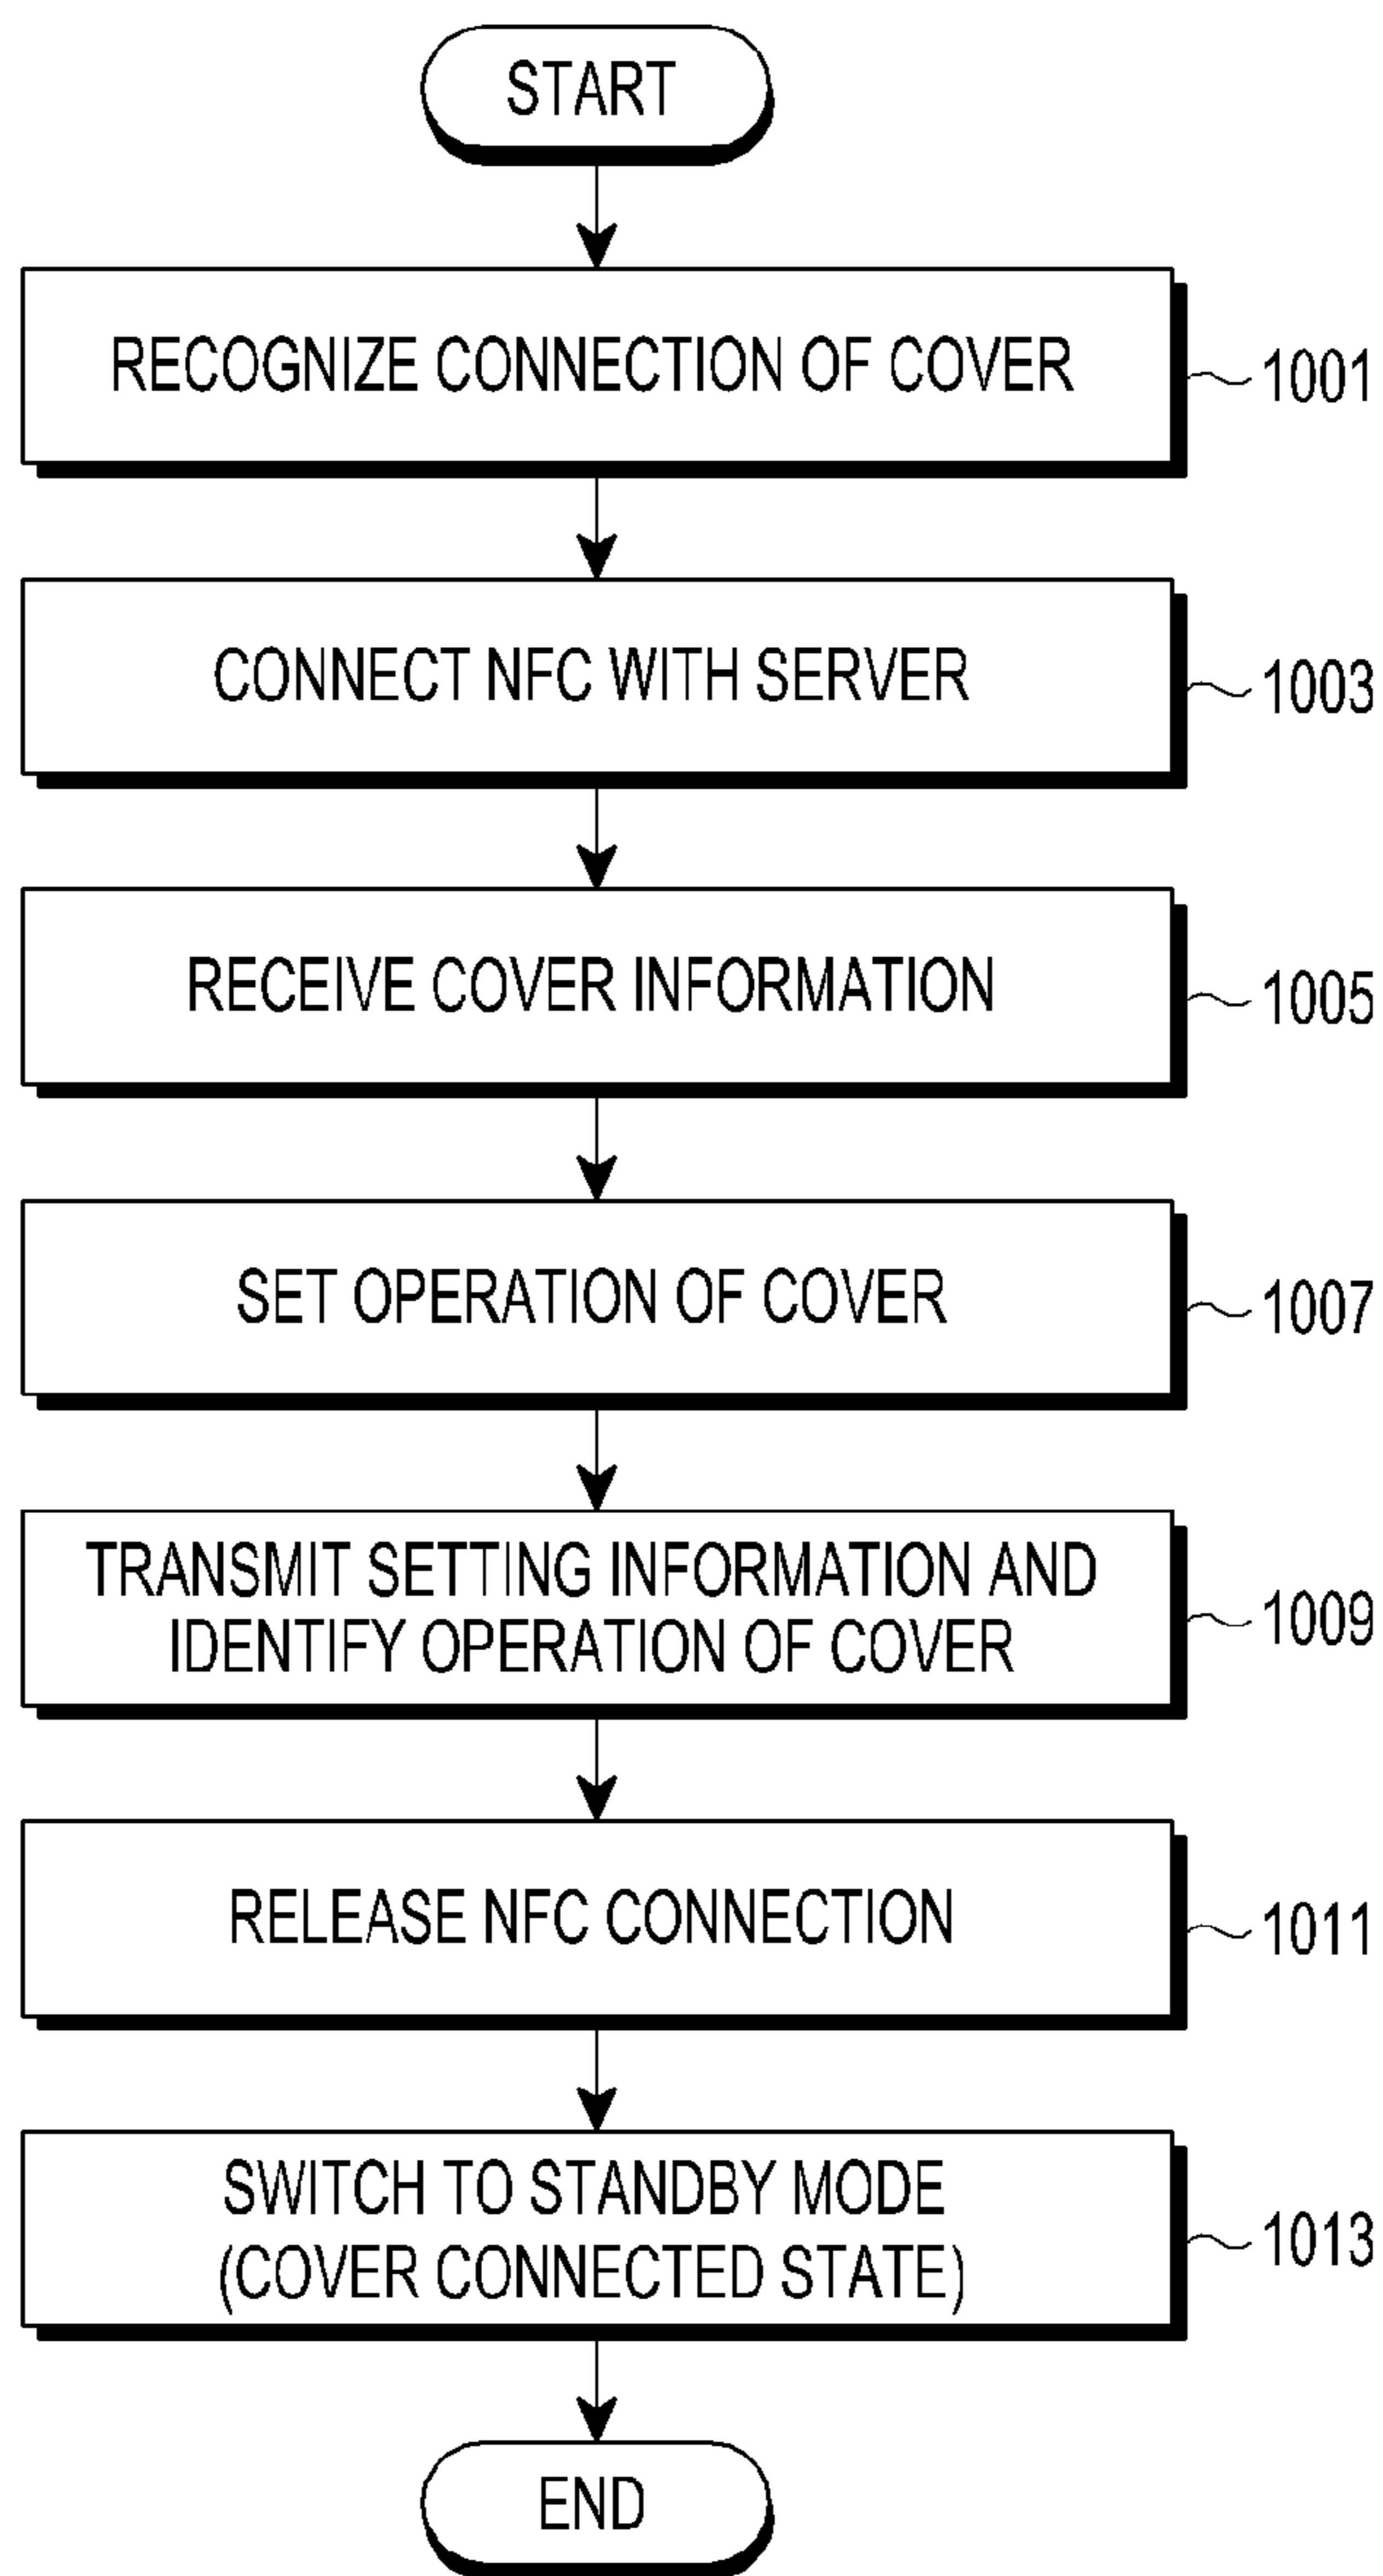 START
RECOGNIZE CONNECTION OF COVER
1001
CONNECT NFC WITH SERVER
1003
RECEIVE COVER INFORMATION
1005
SET OPERATION OF COVER
1007
TRANSMIT SETTING INFORMATION AND
IDENTIFY OPERATION OF COVER
1009
RELEASE NFC CONNECTION
1011
SWITCH TO STANDBY MODE
(COVER CONNECTED STATE)
1013
END